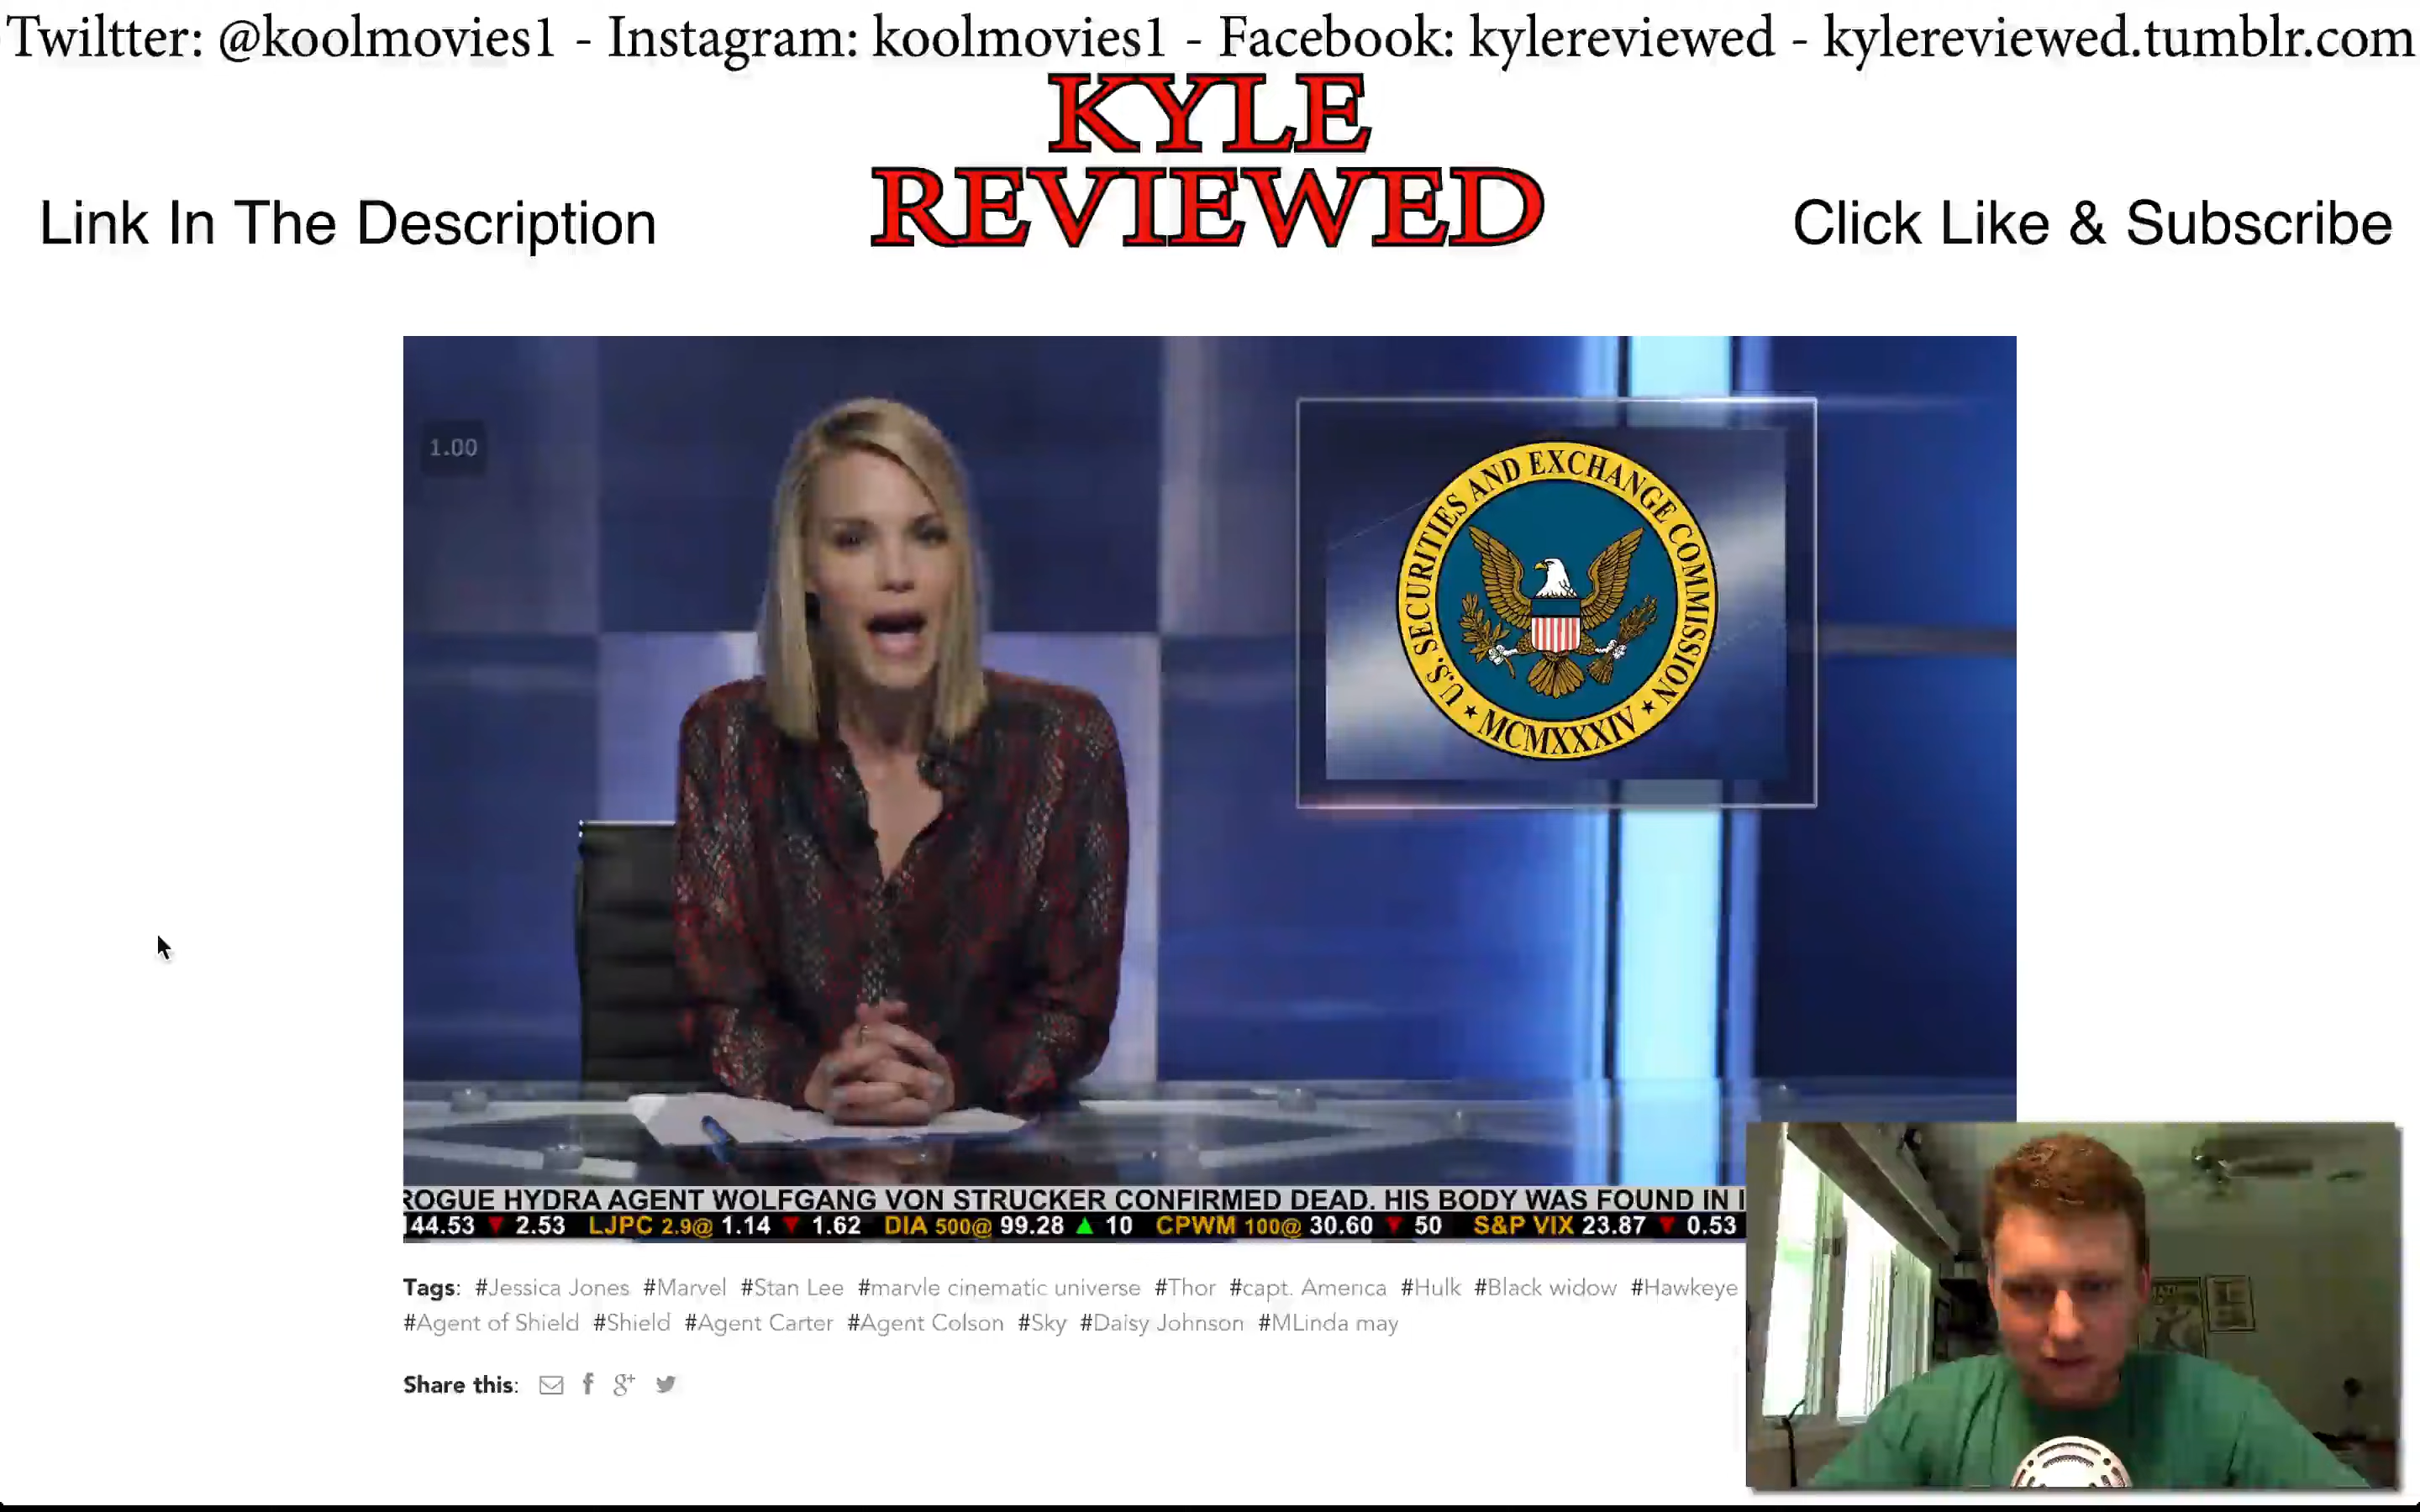 Twiltter: @koolmovies1 - Instagram: koolmovies1 - Facebook: kylereviewed - kylereviewed.tumblr.com
KYLE
REVIEWED
Link In The Description
Click Like & Subscribe
1.00
U.S. SECURITIES AND EXCHANGE COMMISSION
★ MCMXXXIV ★
ROGUE HYDRA AGENT WOLFGANG VON STRUCKER CONFIRMED DEAD. HIS BODY WAS FOUND IN
44.53 ▼ 2.53 LJPC 2.9@ 1.14 ▼ 1.62 DIA 500@ 99.28 ▲ 10 CPWM 100@ 30.60 ▼ 50 S&P VIX 23.87 ▼ 0.53
Tags: #Jessica Jones #Marvel #Stan Lee #marvle cinematic universe #Thor #capt. America #Hulk #Black widow #Hawkeye
#Agent of Shield #Shield #Agent Carter #Agent Colson #Sky #Daisy Johnson #MLinda may
Share this: